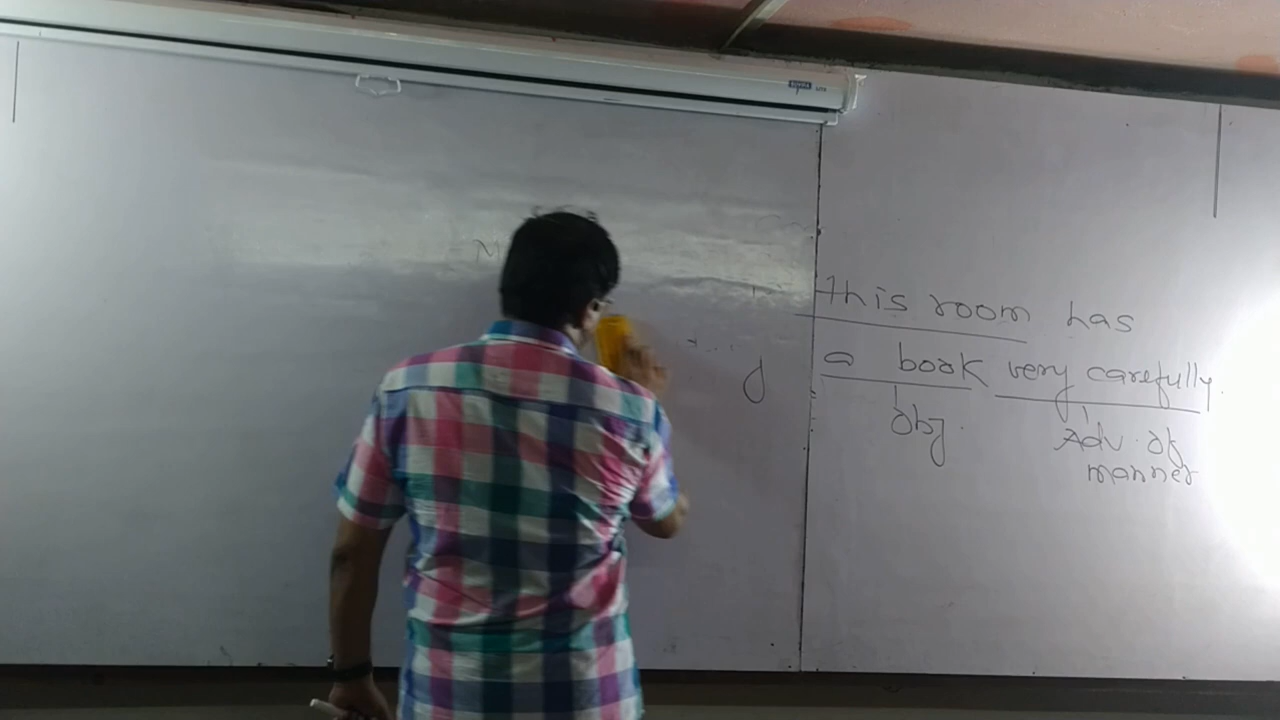 this room has
a book very carefully.
obj.
Adv. of
manner